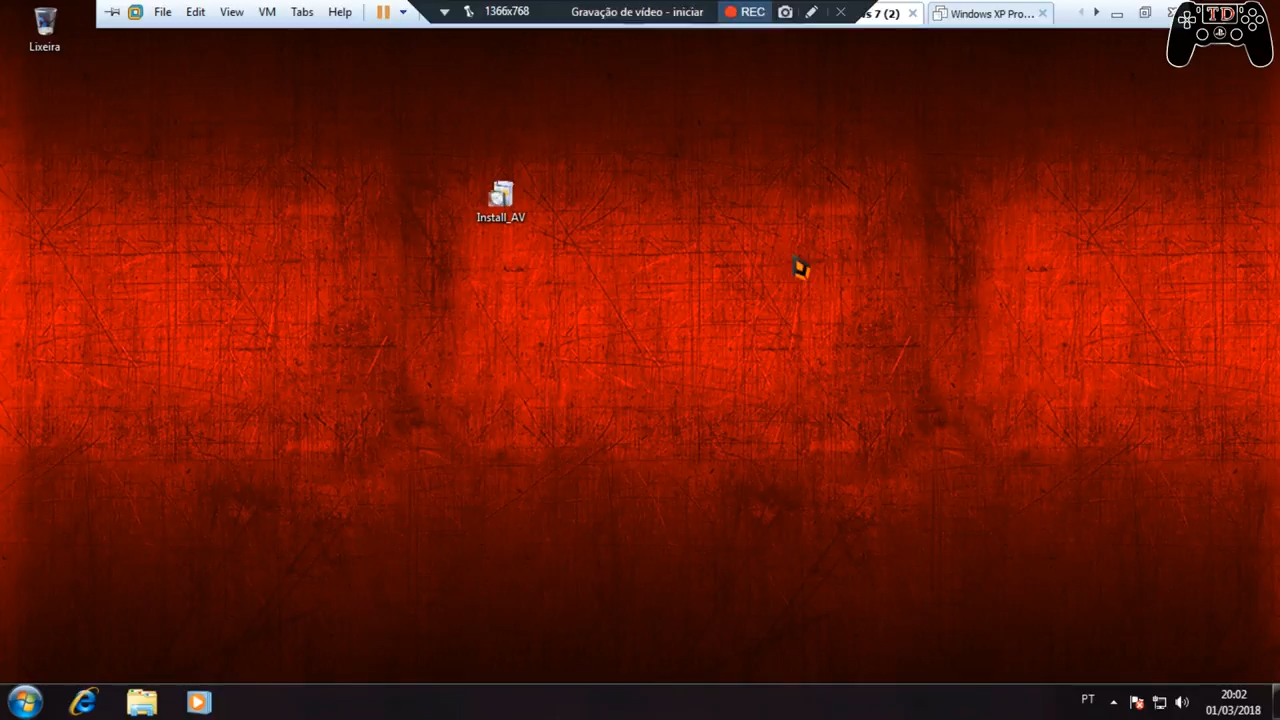 File Edit View VM Tabs Help
1366x768 Gravação de vídeo - iniciar REC
7 (2) Windows XP Pro...
TD
Lixeira
Install_AV
PT
20:02
01/03/2018